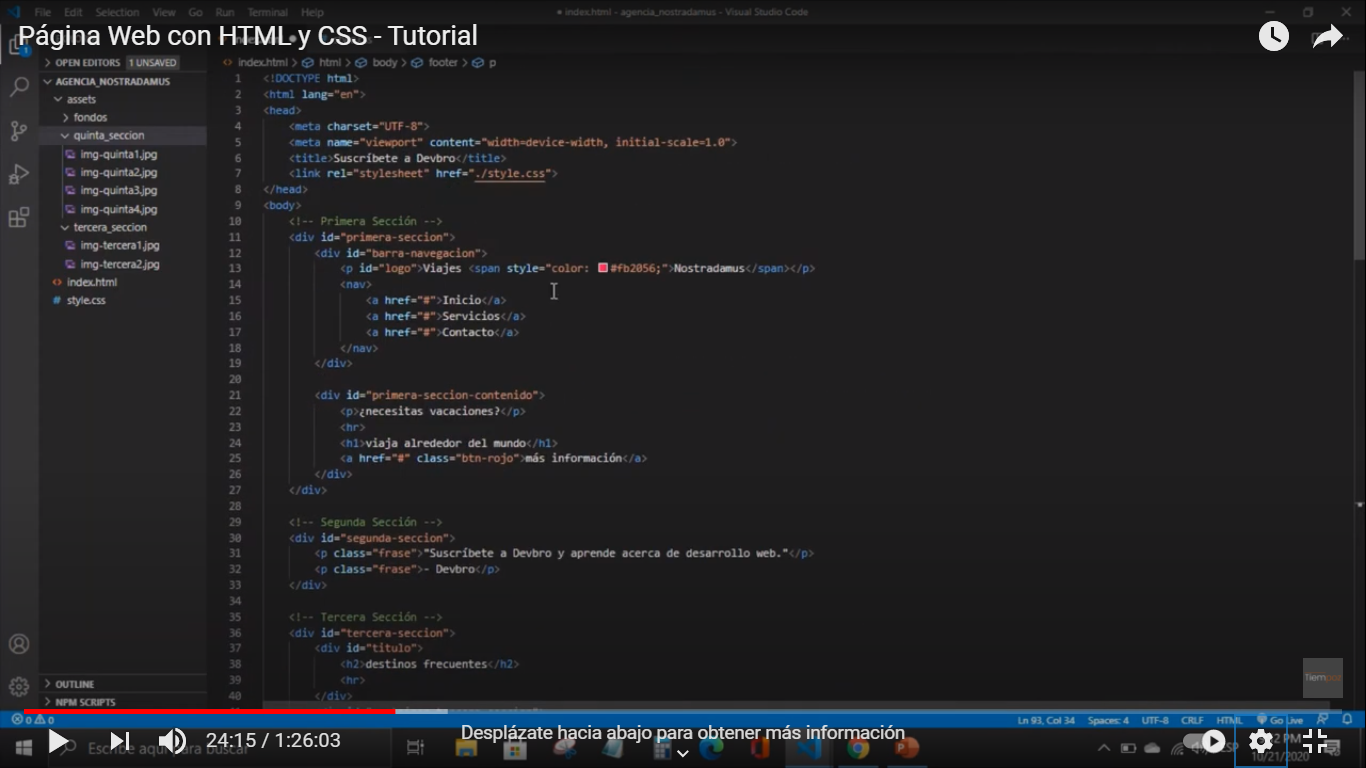 File Edit Selection View Go Run Terminal Help
● index.html - agencia_nostradamus - Visual Studio Code
Página Web con HTML y CSS - Tutorial
1
OPEN EDITORS 1 UNSAVED
AGENCIA_NOSTRADAMUS
assets
fondos
quinta_seccion
img-quinta1.jpg
img-quinta2.jpg
img-quinta3.jpg
img-quinta4.jpg
tercera_seccion
img-tercera1.jpg
img-tercera2.jpg
<> index.html
# style.css
OUTLINE
NPM SCRIPTS
<> index.html > html > body > footer > p
1 <!DOCTYPE html>
2 <html lang="en">
3 <head>
4 <meta charset="UTF-8">
5 <meta name="viewport" content="width=device-width, initial-scale=1.0">
6 <title>Suscríbete a Devbro</title>
7 <link rel="stylesheet" href="./style.css">
8 </head>
9 <body>
10 <!-- Primera Sección -->
11 <div id="primera-seccion">
12 <div id="barra-navegacion">
13 <p id="logo">Viajes <span style="color: #fb2056;">Nostradamus</span></p>
14 <nav>
15 <a href="#">Inicio</a>
16 <a href="#">Servicios</a>
17 <a href="#">Contacto</a>
18 </nav>
19 </div>
20
21 <div id="primera-seccion-contenido">
22 <p>¿necesitas vacaciones?</p>
23 <hr>
24 <h1>viaja alrededor del mundo</h1>
25 <a href="#" class="btn-rojo">más información</a>
26 </div>
27 </div>
28
29 <!-- Segunda Sección -->
30 <div id="segunda-seccion">
31 <p class="frase">"Suscríbete a Devbro y aprende acerca de desarrollo web."</p>
32 <p class="frase">- Devbro</p>
33 </div>
34
35 <!-- Tercera Sección -->
36 <div id="tercera-seccion">
37 <div id="titulo">
38 <h2>destinos frecuentes</h2>
39 <hr>
40 </div>
0 0
Ln 93, Col 34 Spaces: 4 UTF-8 CRLF HTML Go Live
24:15 / 1:26:03
Escribe aquí para buscar
Desplázate hacia abajo para obtener más información
10/21/2020